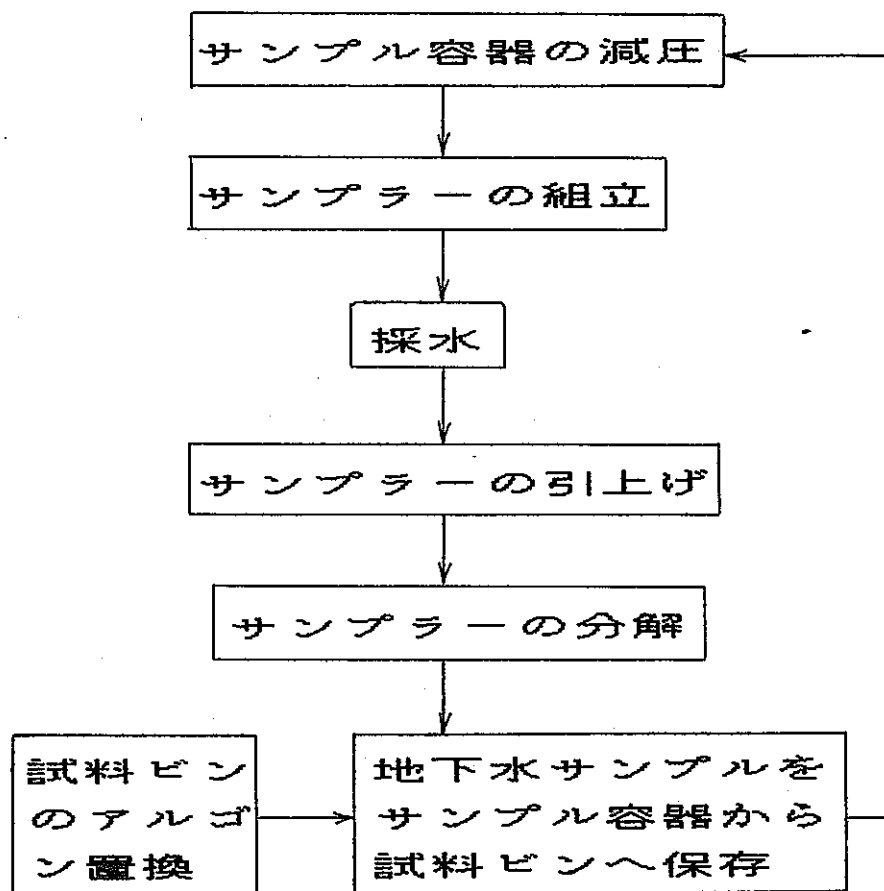 サンプル容器の減圧
サンプラーの組立
採水
サンプラーの引上げ
サンプラーの分解
試料ビン
のアルゴ
ン置換
地下水サンプルを
サンプル容器から
試料ビンへ保存